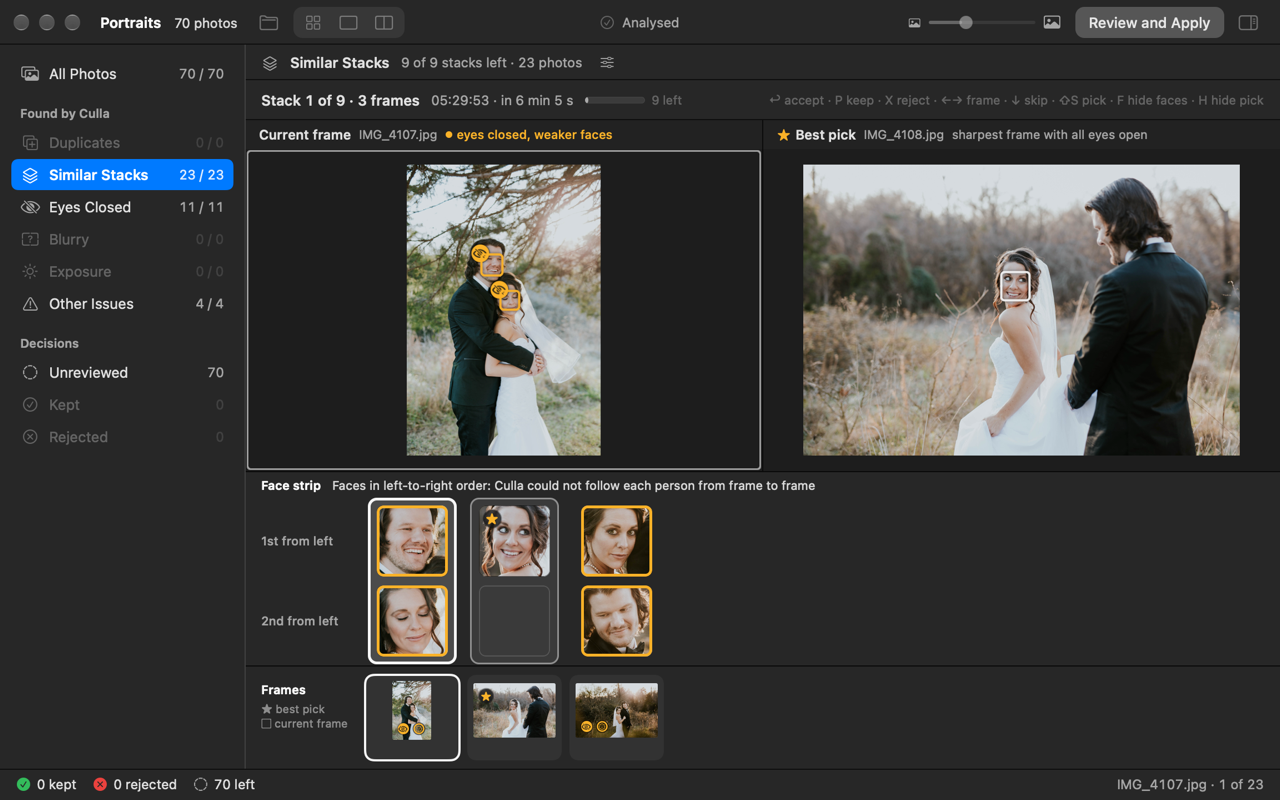 Portraits 70 photos
Analysed
Review and Apply
All Photos 70 / 70
Found by Culla
Duplicates 0 / 0
Similar Stacks 23 / 23
Eyes Closed 11 / 11
Blurry 0 / 0
Exposure 0 / 0
Other Issues 4 / 4
Decisions
Unreviewed 70
Kept 0
Rejected 0
Similar Stacks 9 of 9 stacks left · 23 photos
Stack 1 of 9 · 3 frames 05:29:53 · in 6 min 5 s 9 left
↩ accept · P keep · X reject · ←→ frame · ↓ skip · ⇧S pick · F hide faces · H hide pick
Current frame IMG_4107.jpg eyes closed, weaker faces
Best pick IMG_4108.jpg sharpest frame with all eyes open
Face strip Faces in left-to-right order: Culla could not follow each person from frame to frame
1st from left
2nd from left
Frames
best pick
current frame
0 kept 0 rejected 70 left
IMG_4107.jpg · 1 of 23